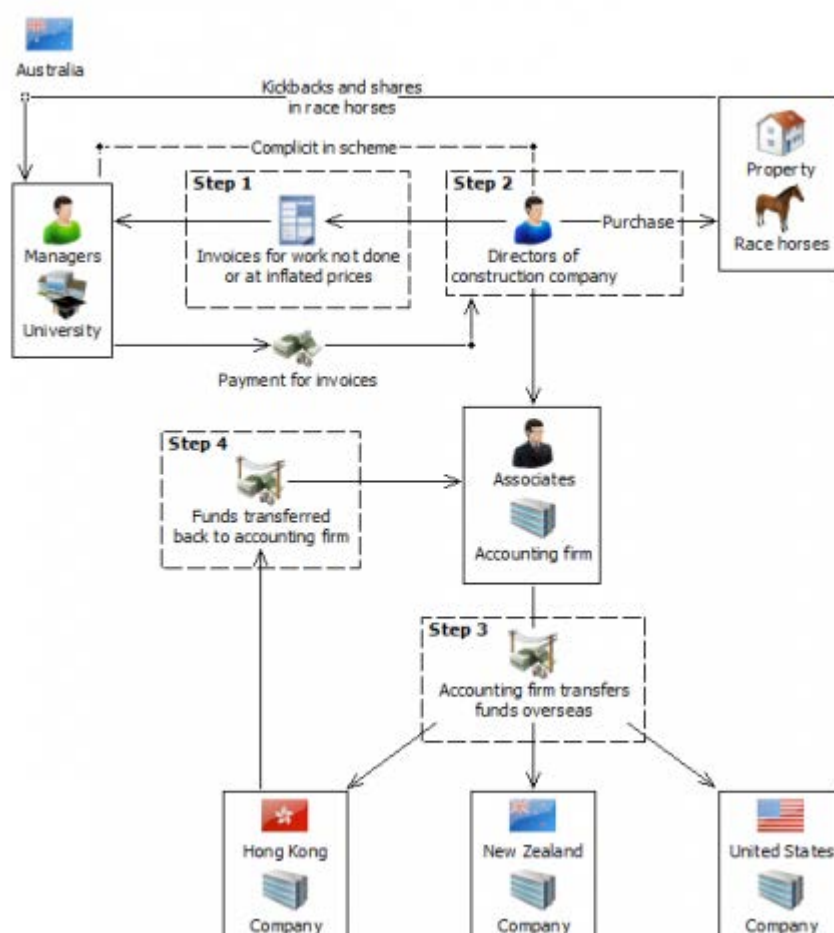 Australia
Kickbacks and shares
in race horses
Complicit in scheme
Step 1
Step 2
Property
Managers
Invoices for work not done
or at inflated prices
Directors of
construction company
Purchase
Race horses
University
Payment for invoices
Step 4
Associates
Funds transferred
back to accounting firm
Accounting firm
Step 3
Accounting firm transfers
funds overseas
Hong Kong
New Zealand
United States
Company
Company
Company